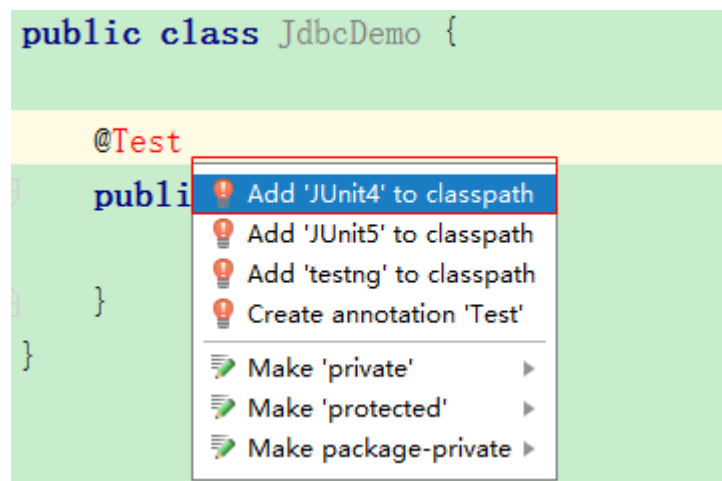 public class JdbcDemo {
@Test
publi
Add 'JUnit4' to classpath
Add 'JUnit5' to classpath
Add 'testng' to classpath
}
Create annotation 'Test'
}
Make 'private'
Make 'protected'
Make package-private